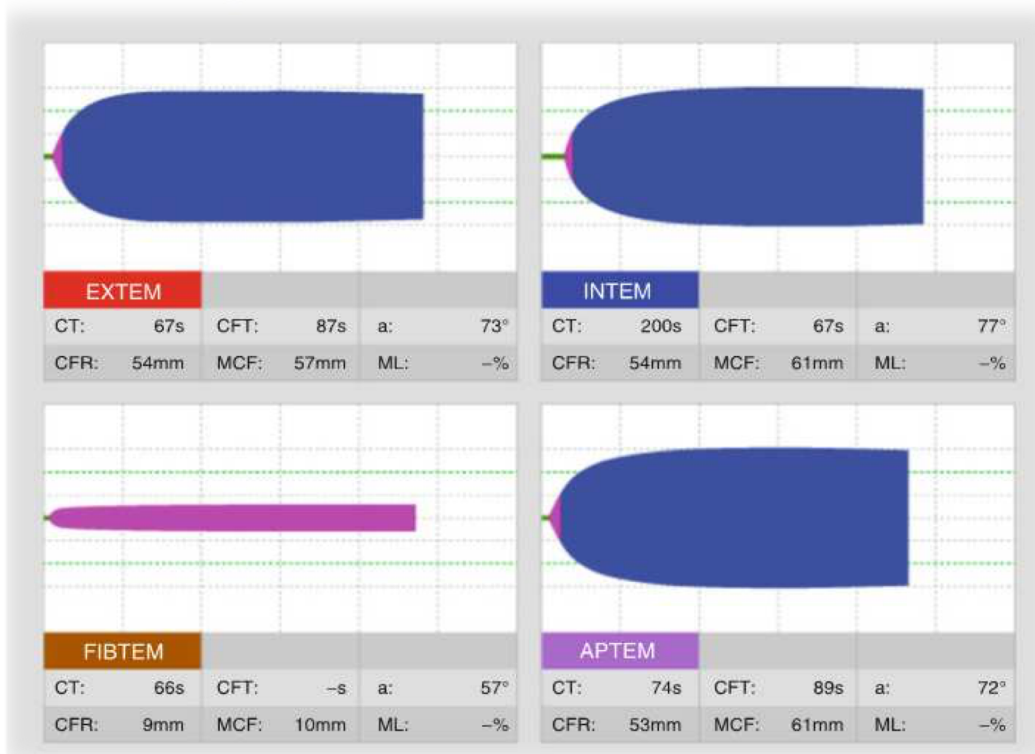 EXTEM
CT: 67s CFT: 87s a: 73°
CFR: 54mm MCF: 57mm ML: –%
INTEM
CT: 200s CFT: 67s a: 77°
CFR: 54mm MCF: 61mm ML: –%
FIBTEM
CT: 66s CFT: –s a: 57°
CFR: 9mm MCF: 10mm ML: –%
APTEM
CT: 74s CFT: 89s a: 72°
CFR: 53mm MCF: 61mm ML: –%